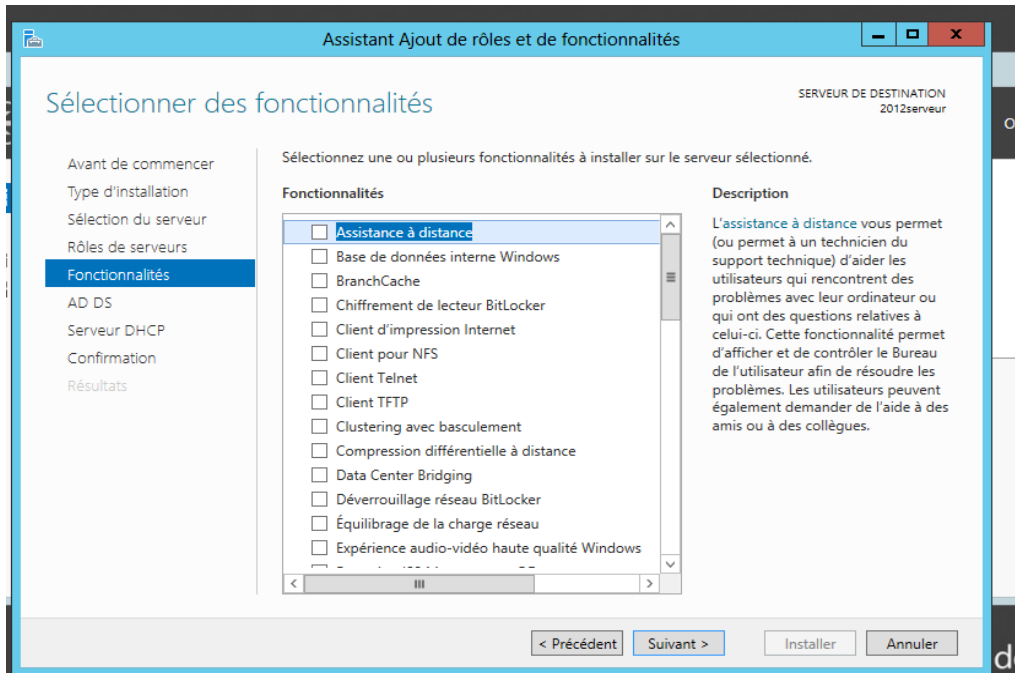 Assistant Ajout de rôles et de fonctionnalités
Sélectionner des fonctionnalités
SERVEUR DE DESTINATION
2012serveur
Avant de commencer
Type d'installation
Sélection du serveur
Rôles de serveurs
Fonctionnalités
AD DS
Serveur DHCP
Confirmation
Résultats
Sélectionnez une ou plusieurs fonctionnalités à installer sur le serveur sélectionné.
Fonctionnalités
Assistance à distance
Base de données interne Windows
BranchCache
Chiffrement de lecteur BitLocker
Client d'impression Internet
Client pour NFS
Client Telnet
Client TFTP
Clustering avec basculement
Compression différentielle à distance
Data Center Bridging
Déverrouillage réseau BitLocker
Équilibrage de la charge réseau
Expérience audio-vidéo haute qualité Windows
Description
L'assistance à distance vous permet
(ou permet à un technicien du
support technique) d'aider les
utilisateurs qui rencontrent des
problèmes avec leur ordinateur ou
qui ont des questions relatives à
celui-ci. Cette fonctionnalité permet
d'afficher et de contrôler le Bureau
de l'utilisateur afin de résoudre les
problèmes. Les utilisateurs peuvent
également demander de l'aide à des
amis ou à des collègues.
< Précédent
Suivant >
Installer
Annuler